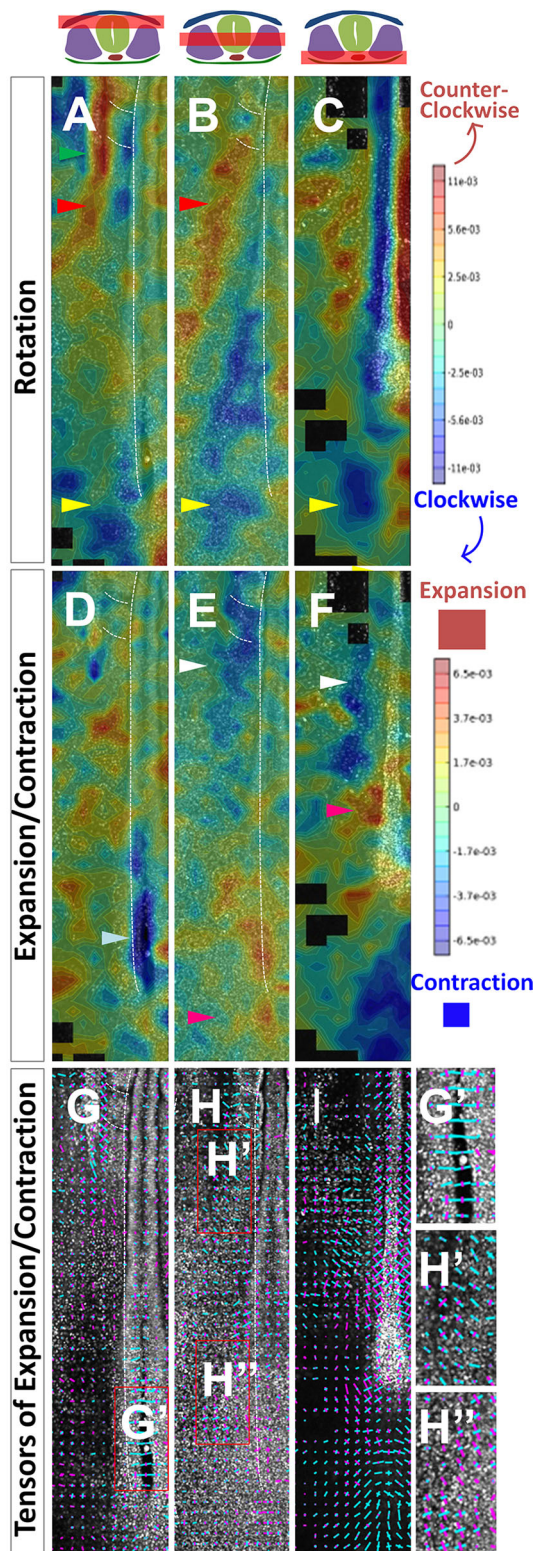 A
B
C
Rotation
Counter-
Clockwise
11e-03
5.6e-03
2.5e-03
0
-2.5e-03
-5.6e-03
-11e-03
Clockwise
D
E
F
Expansion/Contraction
Expansion
6.5e-03
3.7e-03
1.7e-03
0
-1.7e-03
-3.7e-03
-6.5e-03
Contraction
G
H
I
G'
H'
H"
G'
H'
H"
Tensors of Expansion/Contraction